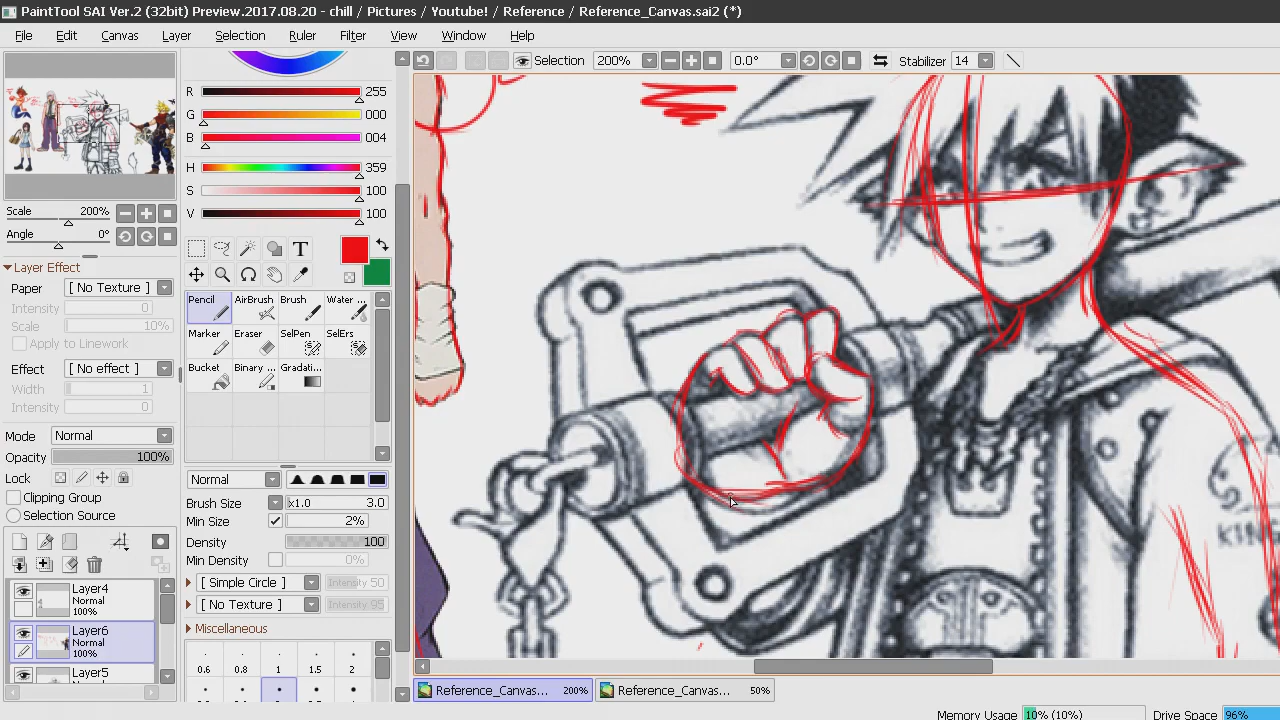 PaintTool SAI Ver.2 (32bit) Preview.2017.08.20 - chill / Pictures / Youtube! / Reference / Reference_Canvas.sai2 (*)
File Edit Canvas Layer Selection Ruler Filter View Window Help
Selection 200% 0.0° Stabilizer 14
R 255
G 000
B 004
H 359
S 100
V 100
Scale 200%
Angle 0°
Layer Effect
Paper [ No Texture ]
Intensity 0
Scale 10%
Apply to Linework
Effect [ No effect ]
Width 1
Intensity 0
Mode Normal
Opacity 100%
Lock
Clipping Group
Selection Source
T
Pencil AirBrush Brush Water ...
Marker Eraser SelPen SelErs
Bucket Binary ... Gradati...
Normal
Brush Size x1.0 3.0
Min Size 2%
Density 100
Min Density 0%
[ Simple Circle ] Intensity 50
[ No Texture ] Intensity 95
Miscellaneous
0.6 0.8 1 1.5 2
Layer4
Normal
100%
Layer6
Normal
100%
Layer5
Normal
KING
Reference_Canvas... 200% Reference_Canvas... 50%
Memory Usage 10% (10%) Drive Space 96%